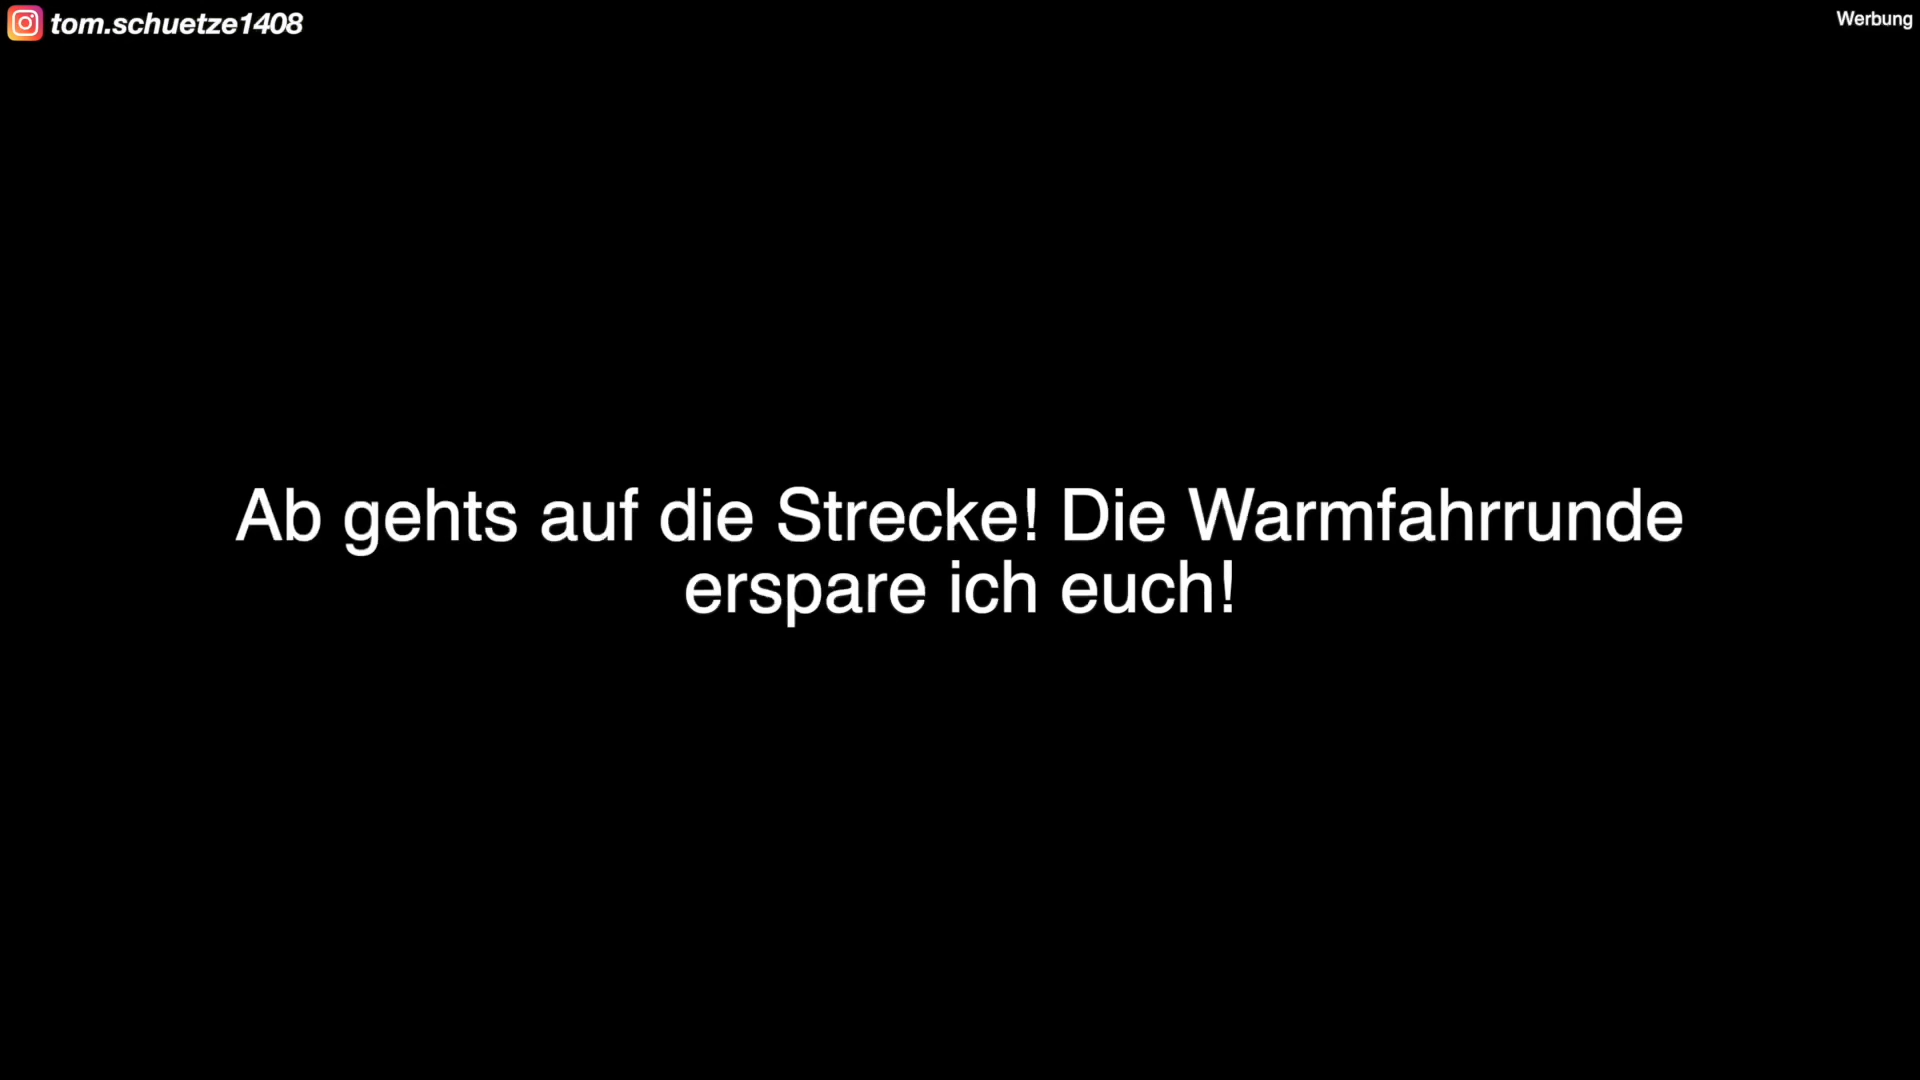 tom.schuetze1408
Werbung
Ab gehts auf die Strecke! Die Warmfahrrunde
erspare ich euch!